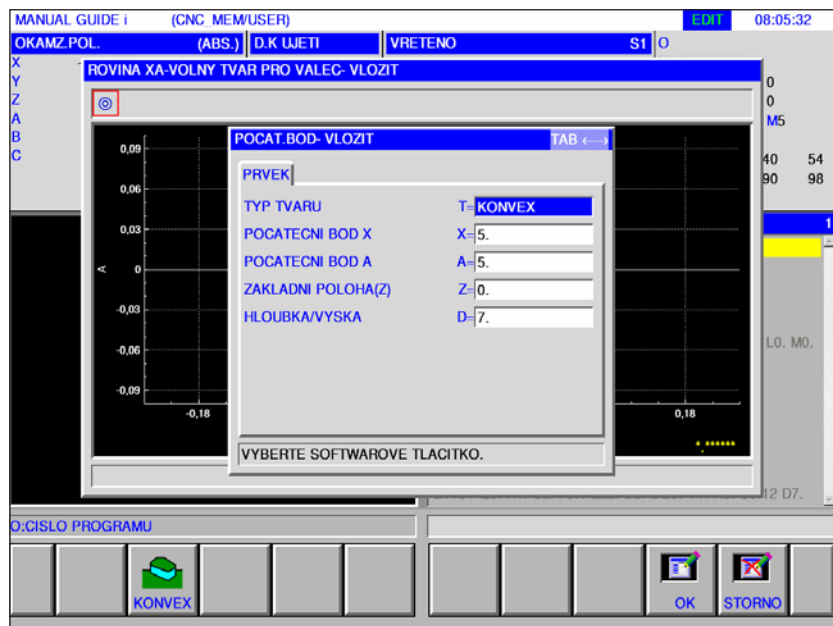 MANUAL GUIDE i (CNC_MEM/USER) EDIT 08:05:32
OKAMZ.POL. (ABS.) D.K UJETI VRETENO S1 O
X
Y 0
Z 0
A M5
B
C 40 54
90 98
ROVINA XA-VOLNY TVAR PRO VALEC- VLOZIT
POCAT.BOD- VLOZIT TAB
PRVEK
TYP TVARU T= KONVEX
POCATECNI BOD X X= 5.
POCATECNI BOD A A= 5.
ZAKLADNI POLOHA(Z) Z= 0.
HLOUBKA/VYSKA D= 7.
VYBERTE SOFTWAROVE TLACITKO.
0,09
0,06
0,03
A 0
-0,03
-0,06
-0,09
-0,18 0,18
*.******
1
L0. M0.
12 D7.
O:CISLO PROGRAMU
KONVEX OK STORNO